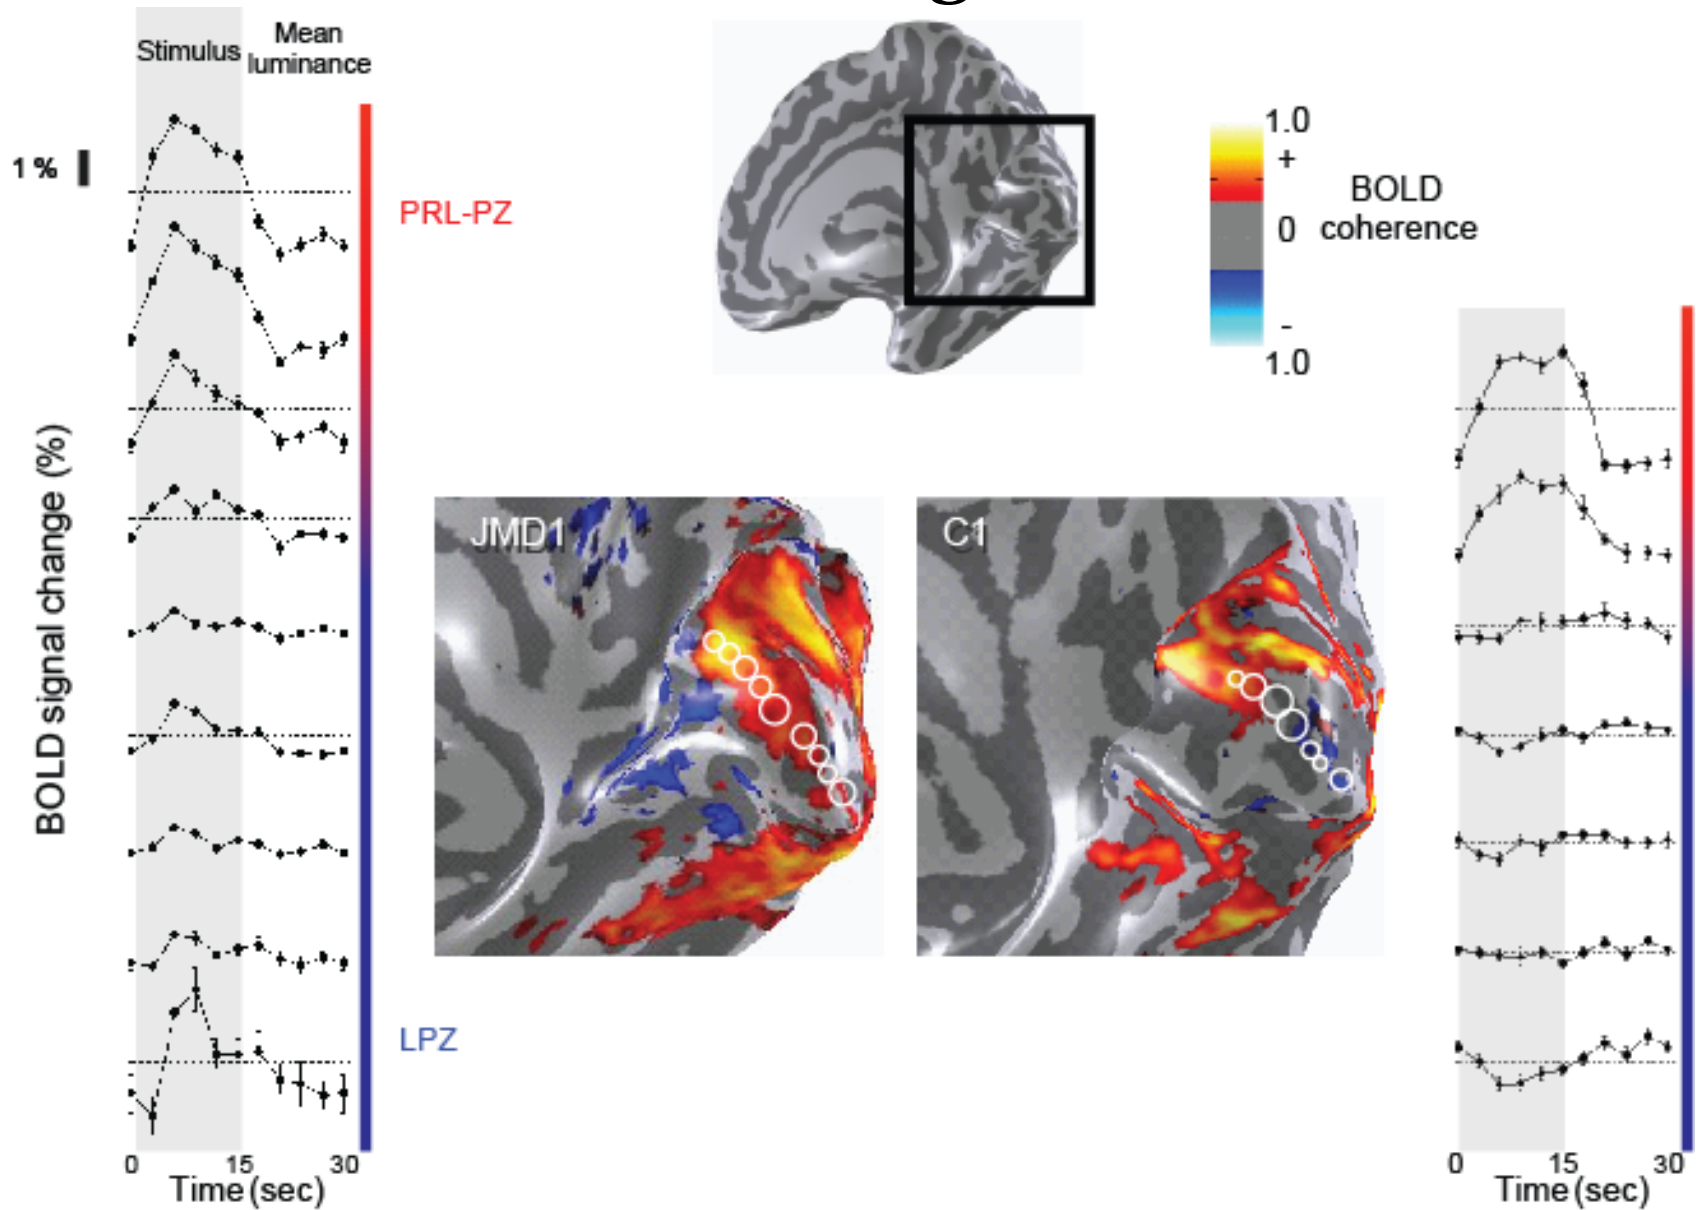 Stimulus
Mean
luminance
1 %
PRL-PZ
BOLD signal change (%)
LPZ
0 15 30
Time (sec)
1.0
+
0
-
1.0
BOLD
coherence
JMD1
C1
0 15 30
Time (sec)